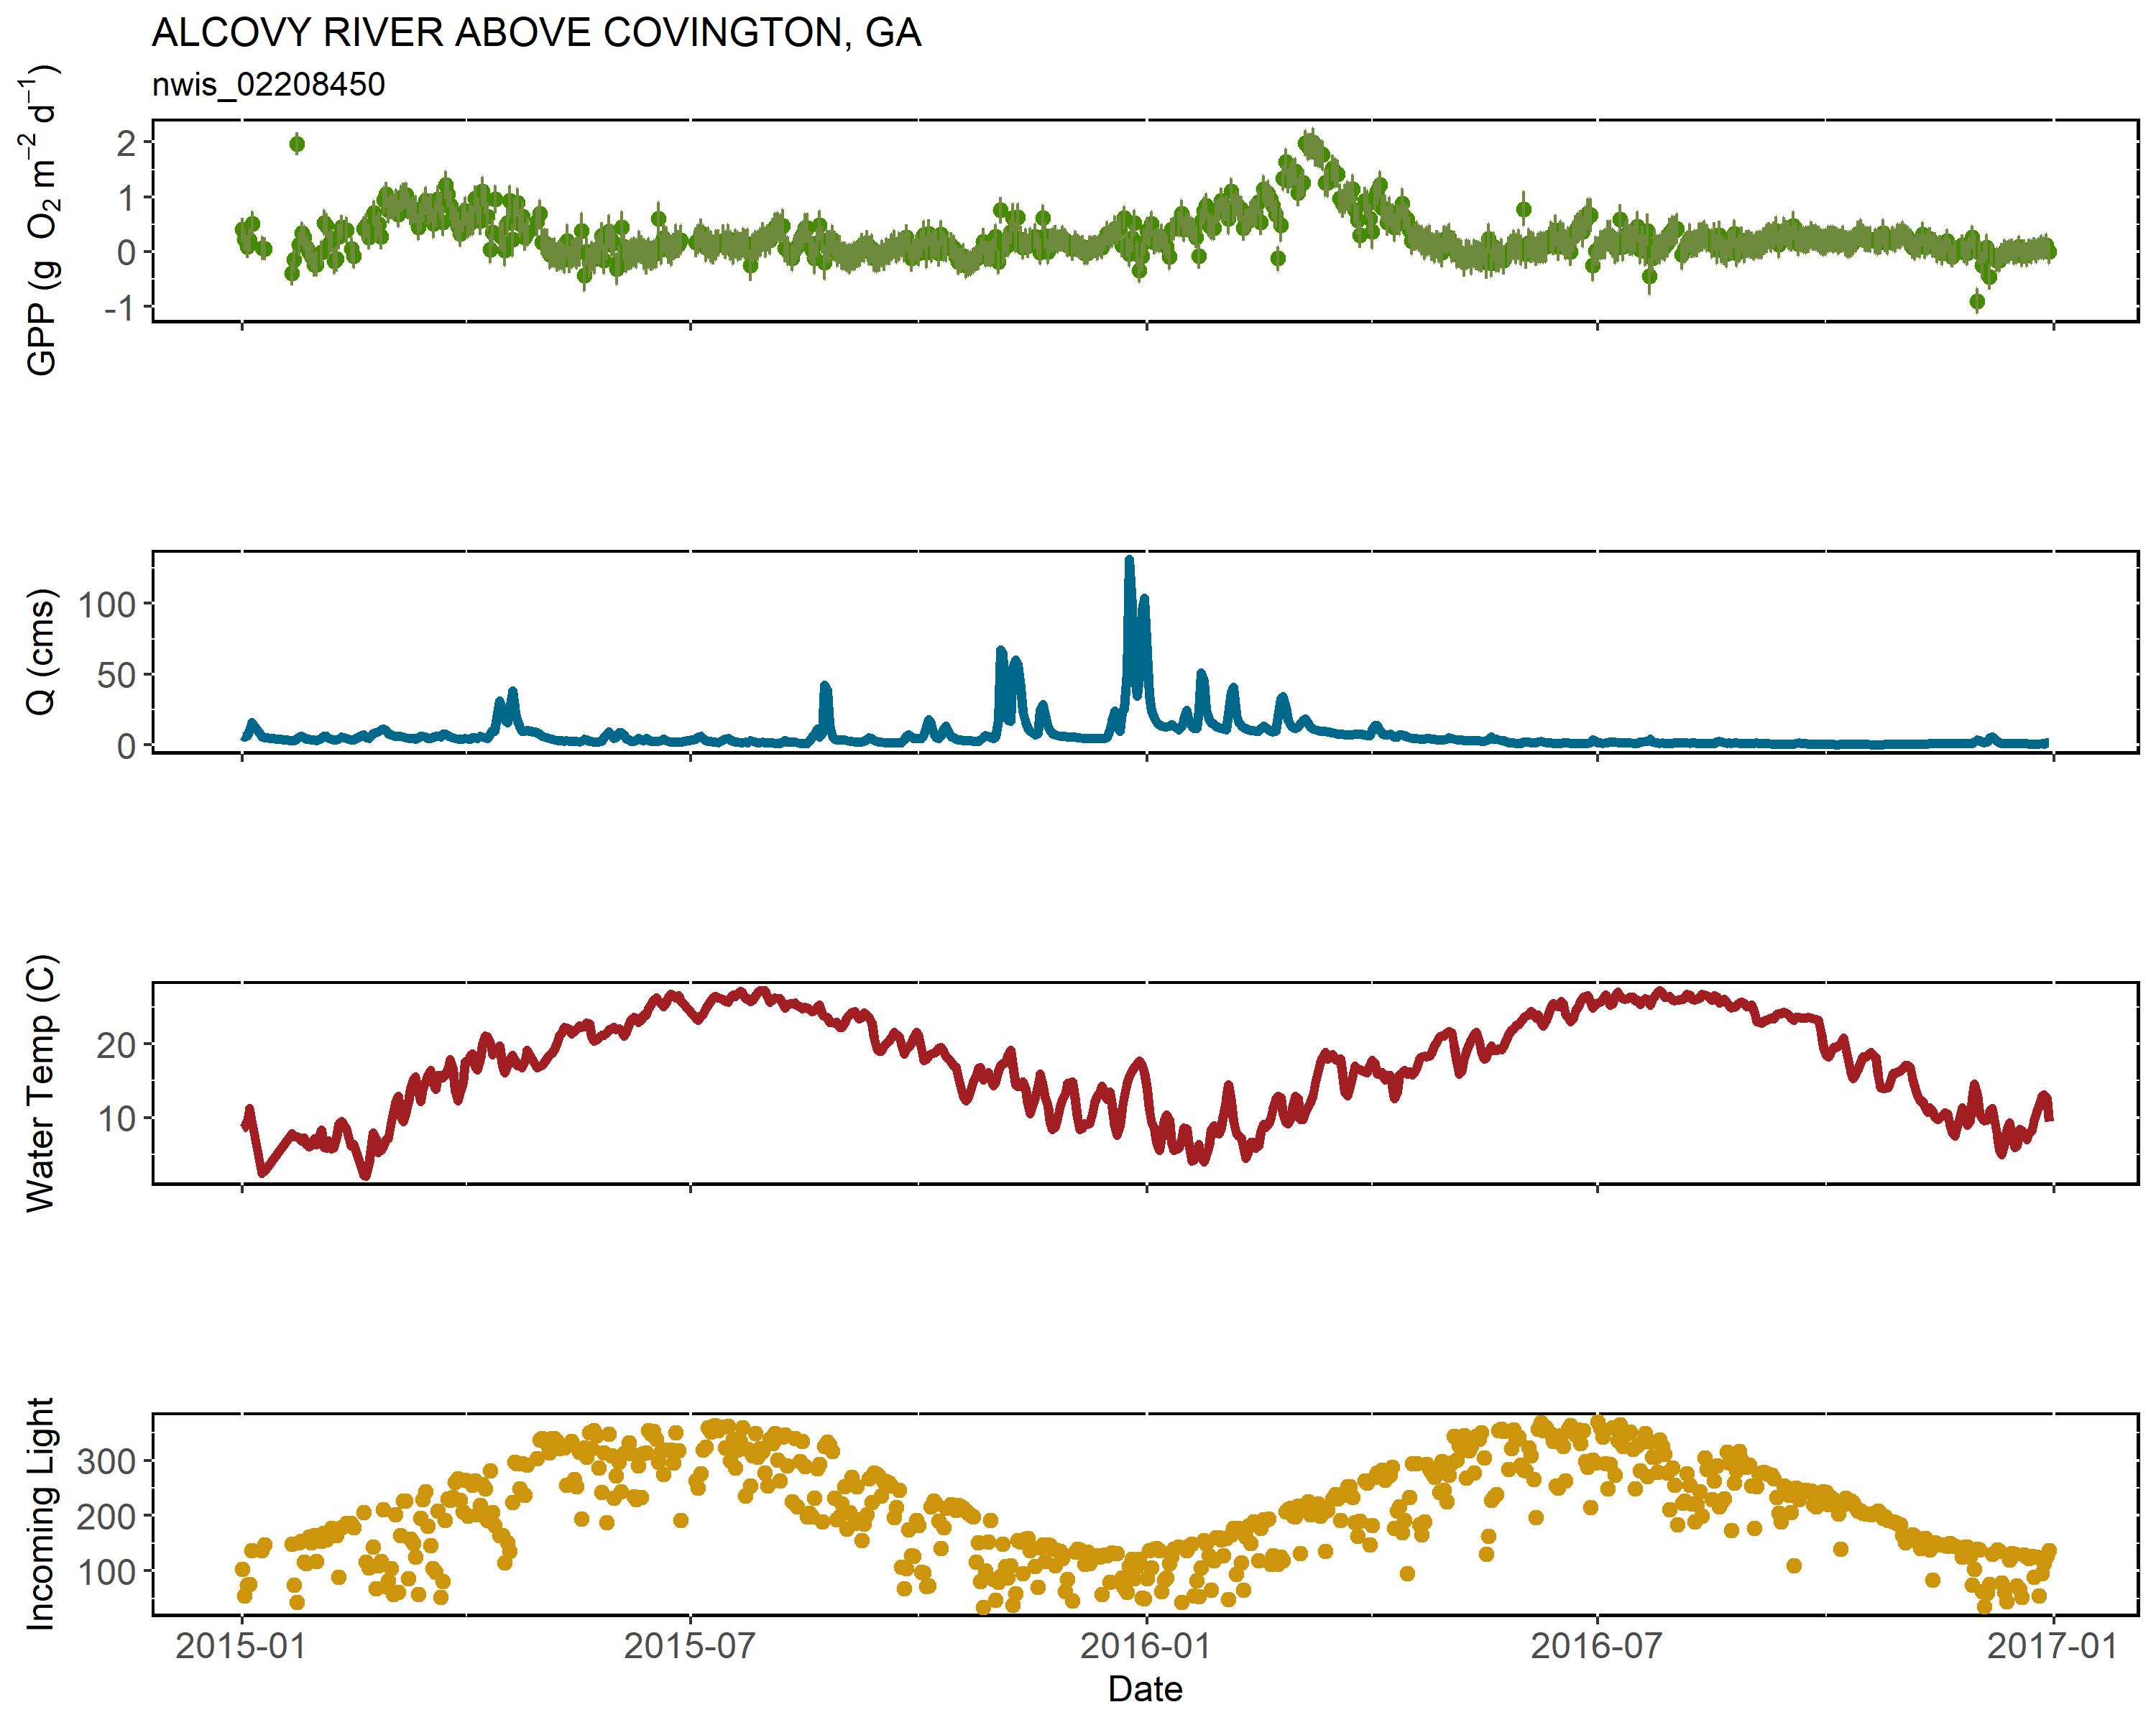 ALCOVY RIVER ABOVE COVINGTON, GA
nwis_02208450
GPP (g O₂ m⁻² d⁻¹)
2
1
0
-1
Q (cms)
100
50
0
Water Temp (C)
20
10
Incoming Light
300
200
100
2015-01
2015-07
2016-01
2016-07
2017-01
Date